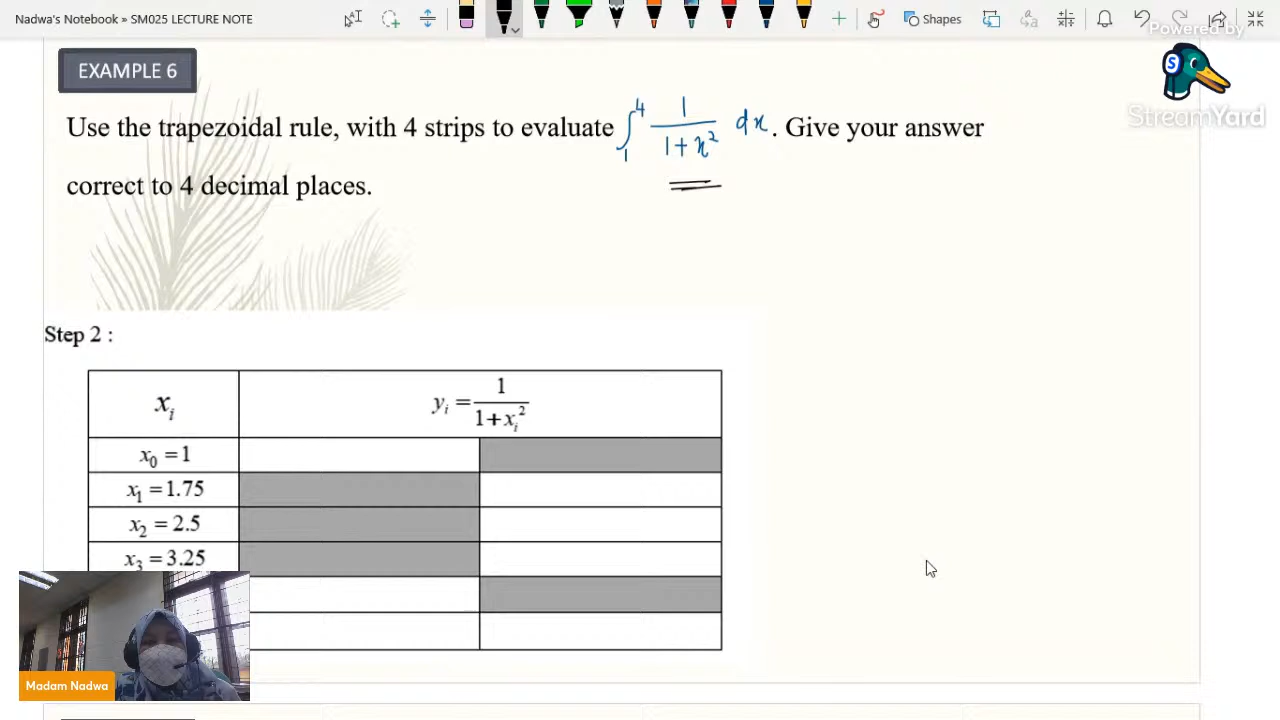 Nadwa's Notebook » SM025 LECTURE NOTE
Shapes
Powered by
StreamYard
EXAMPLE 6
Use the trapezoidal rule, with 4 strips to evaluate ∫₁⁴ 1/(1+x²) dx. Give your answer
correct to 4 decimal places.
Step 2 :
xᵢ yᵢ = 1/(1+xᵢ²)
x₀ = 1
x₁ = 1.75
x₂ = 2.5
x₃ = 3.25
Madam Nadwa